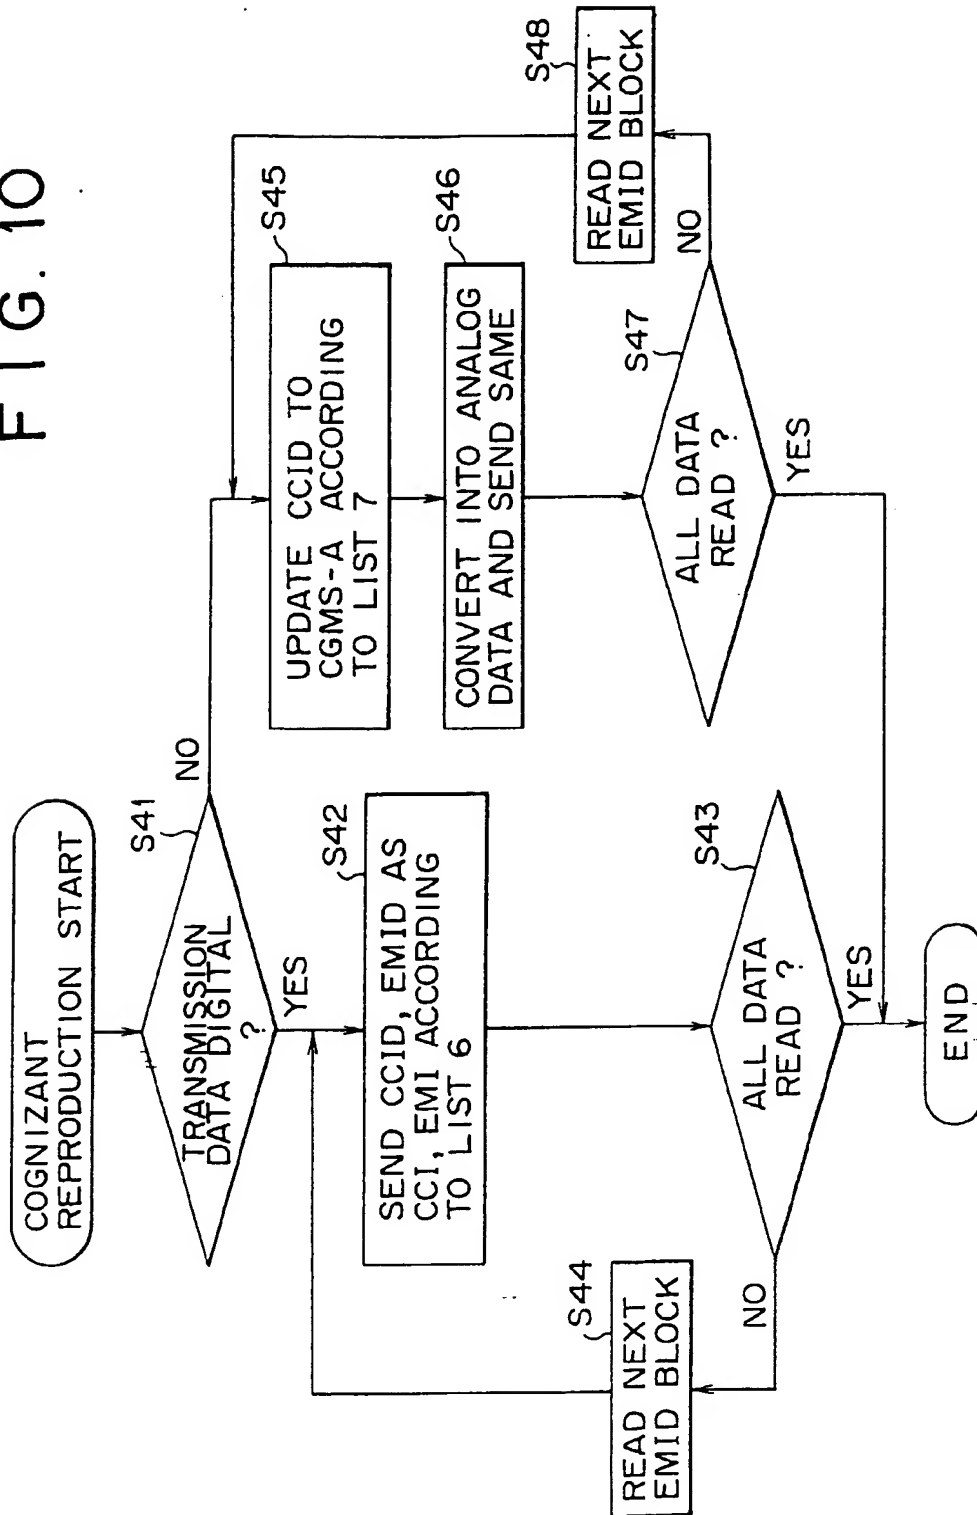 FIG. 10
COGNIZANT
REPRODUCTION START
S41
TRANSMISSION
DATA DIGITAL
?
NO
YES
S42
SEND CCID, EMID AS
CCI, EMI ACCORDING
TO LIST 6
S43
ALL DATA
READ ?
NO
YES
S44
READ NEXT
EMID BLOCK
S45
UPDATE CCID TO
CGMS-A ACCORDING
TO LIST 7
S46
CONVERT INTO ANALOG
DATA AND SEND SAME
S47
ALL DATA
READ ?
NO
YES
S48
READ NEXT
EMID BLOCK
END